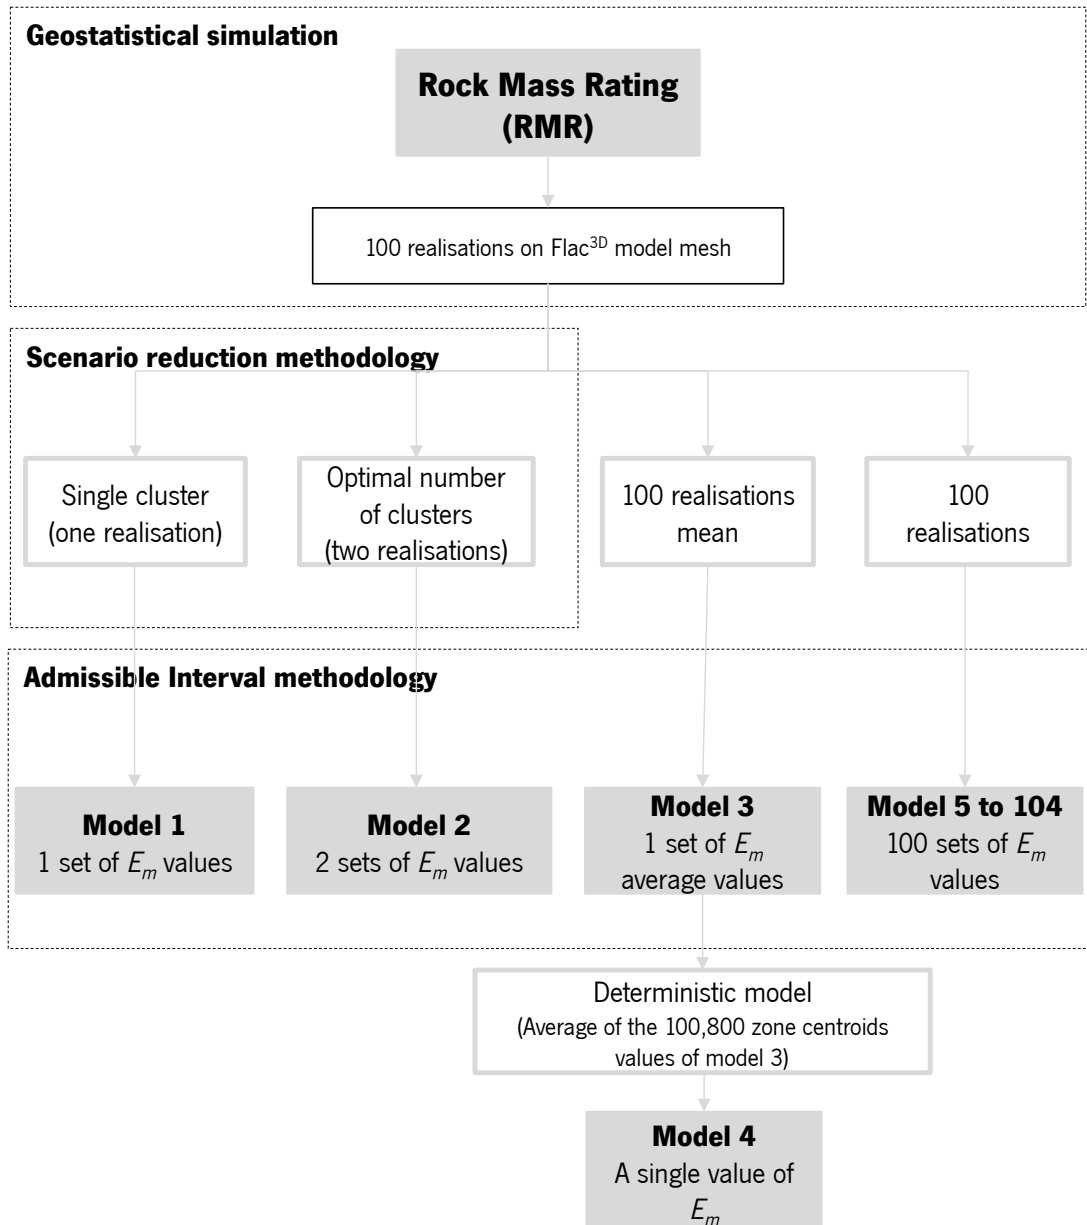 Geostatistical simulation
Rock Mass Rating
(RMR)
100 realisations on Flac3D model mesh
Scenario reduction methodology
Single cluster
(one realisation)
Optimal number
of clusters
(two realisations)
100 realisations
mean
100
realisations
Admissible Interval methodology
Model 1
1 set of Em values
Model 2
2 sets of Em values
Model 3
1 set of Em
average values
Model 5 to 104
100 sets of Em
values
Deterministic model
(Average of the 100,800 zone centroids
values of model 3)
Model 4
A single value of
Em